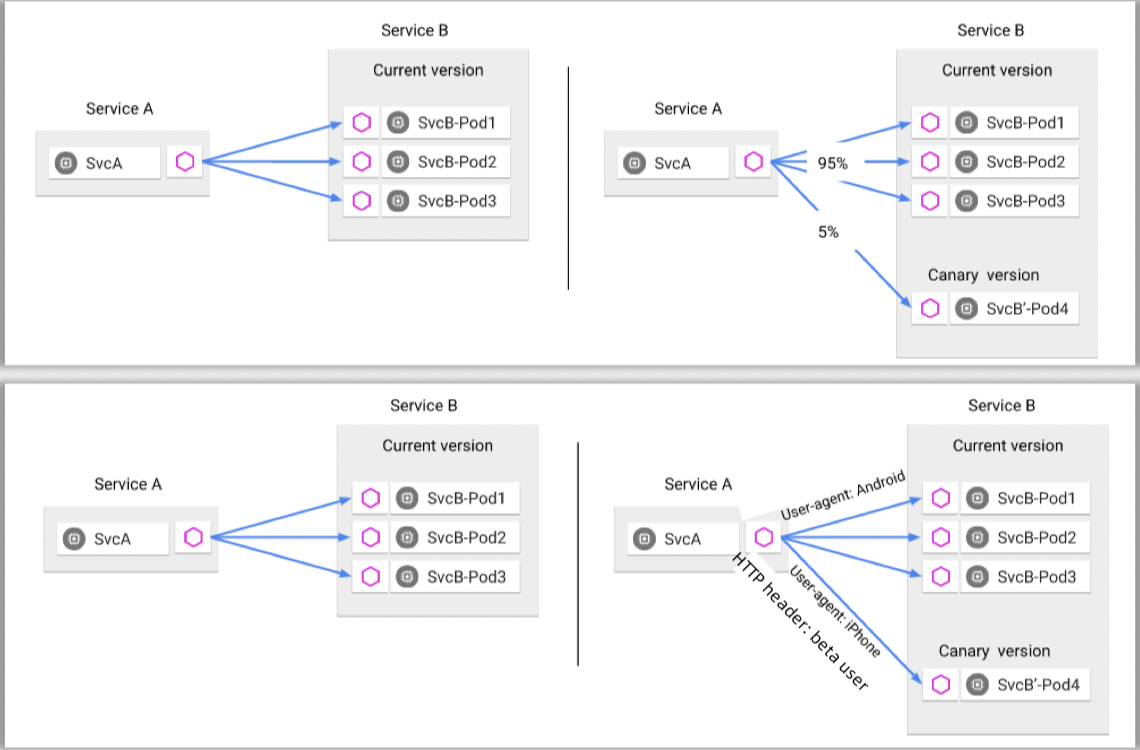 Service B
Current version
Service A
SvcB-Pod1
SvcA
SvcB-Pod2
SvcB-Pod3
Service B
Current version
Service A
SvcB-Pod1
SvcA
95%
SvcB-Pod2
SvcB-Pod3
5%
Canary version
SvcB’-Pod4
Service B
Current version
Service A
SvcB-Pod1
SvcA
SvcB-Pod2
SvcB-Pod3
Service B
Current version
Service A
User-agent: Android
SvcB-Pod1
SvcA
SvcB-Pod2
SvcB-Pod3
User-agent: iPhone
HTTP header: beta user
Canary version
SvcB’-Pod4